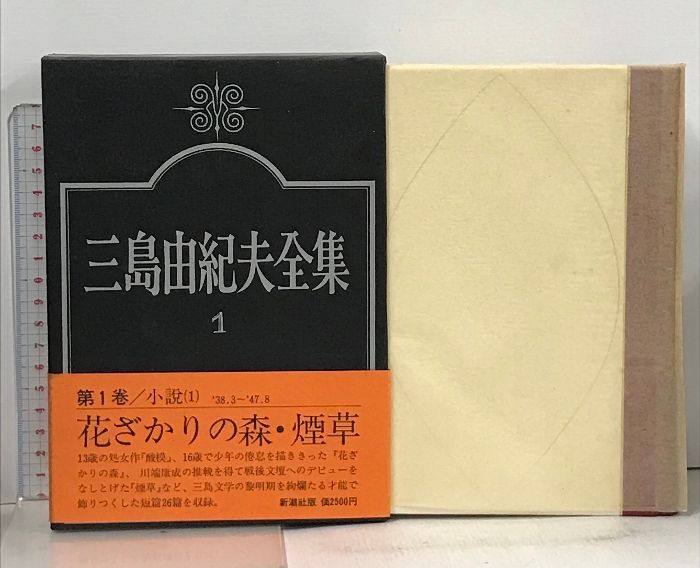 三島由紀夫全集
1
第1巻/小説(1) '38.3～'47.8
花ざかりの森・煙草
13歳の処女作『酸模』、16歳で少年の倦怠を描ききった『花ざ
かりの森』、川端康成の推輓を得て戦後文壇へのデビューを
なしとげた『煙草』など、三島文学の黎明期を絢爛たる才能で
飾りつくした短篇26篇を収録。
新潮社版 価2500円